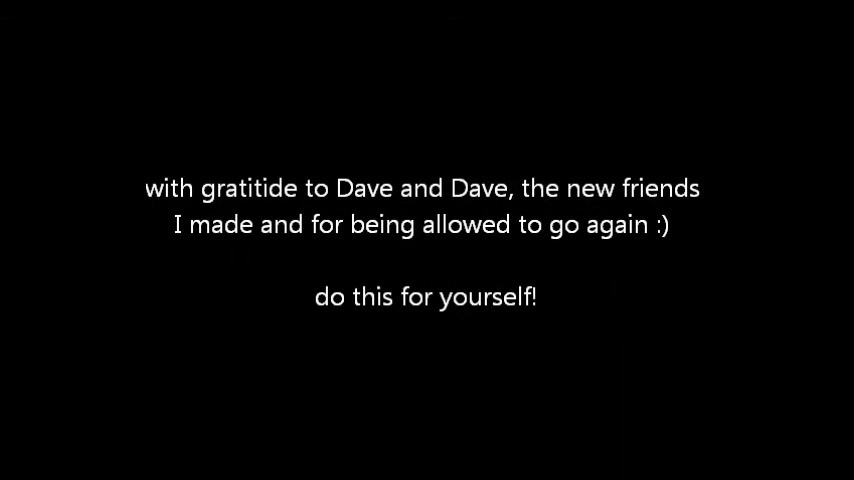 with gratitide to Dave and Dave, the new friends
I made and for being allowed to go again :)
do this for yourself!